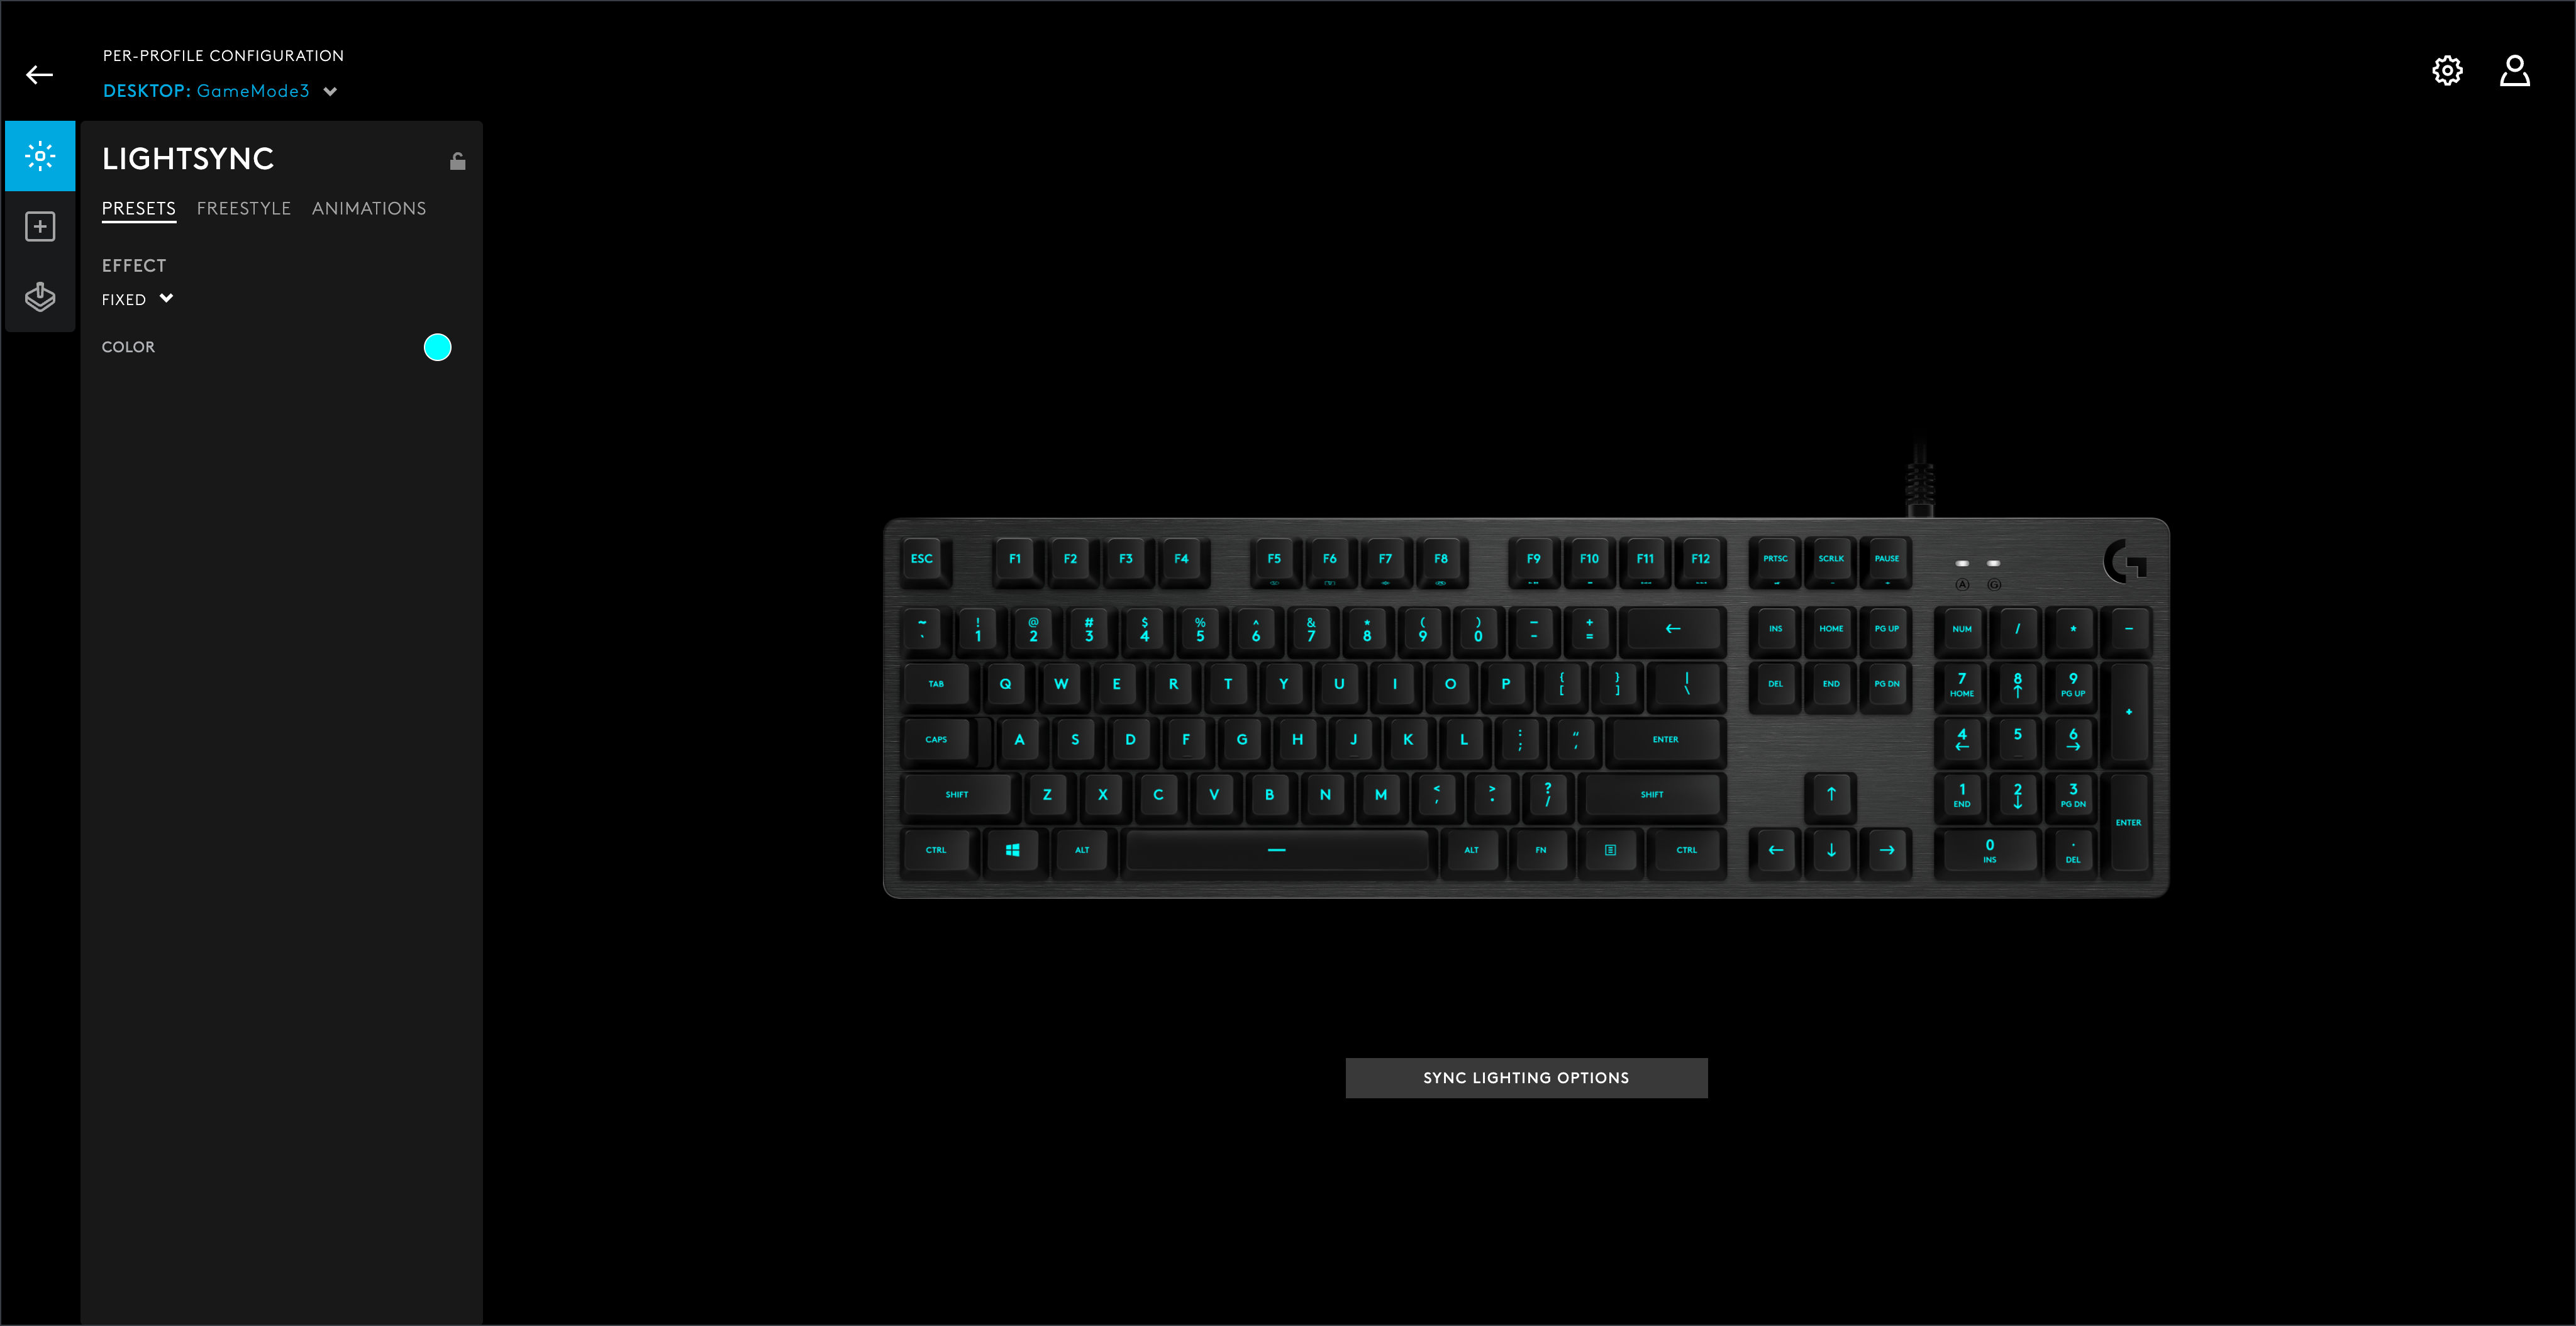 PER-PROFILE CONFIGURATION
DESKTOP: GameMode3
LIGHTSYNC
PRESETS FREESTYLE ANIMATIONS
EFFECT
FIXED
COLOR
ESC F1 F2 F3 F4 F5 F6 F7 F8 F9 F10 F11 F12 PRTSC SCRLK PAUSE
A G
~ ! @ # $ % ^ & * ( ) _ +
` 1 2 3 4 5 6 7 8 9 0 - = ← INS HOME PG UP NUM / * −
TAB Q W E R T Y U I O P { } | DEL END PG DN 7 8 9
[ ] \ HOME ↑ PG UP
+
CAPS A S D F G H J K L : “ ENTER 4 5 6
; ‘ ← →
SHIFT Z X C V B N M < > ? SHIFT ↑ 1 2 3
, . / END ↓ PG DN
ENTER
CTRL ALT — ALT FN CTRL ← ↓ → 0 .
INS DEL
SYNC LIGHTING OPTIONS